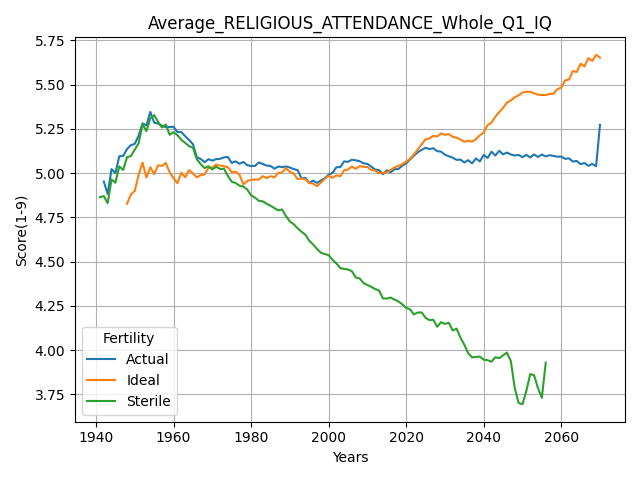 Average_RELIGIOUS_ATTENDANCE_Whole_Q1_IQ
Score(1-9)
5.75
5.50
5.25
5.00
4.75
4.50
4.25
4.00
3.75
Fertility
Actual
Ideal
Sterile
1940 1960 1980 2000 2020 2040 2060
Years